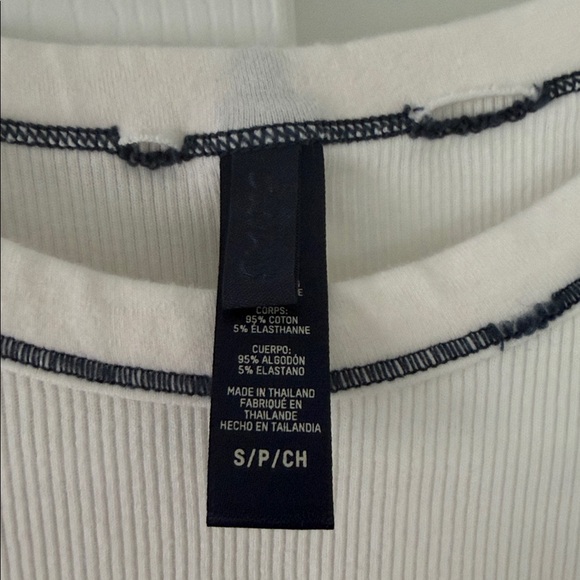 CORPS:
95% COTON
5% ÉLASTHANNE
CUERPO:
95% ALGODÓN
5% ELASTANO
MADE IN THAILAND
FABRIQUÉ EN
THAÏLANDE
HECHO EN TAILANDIA
S/P/CH